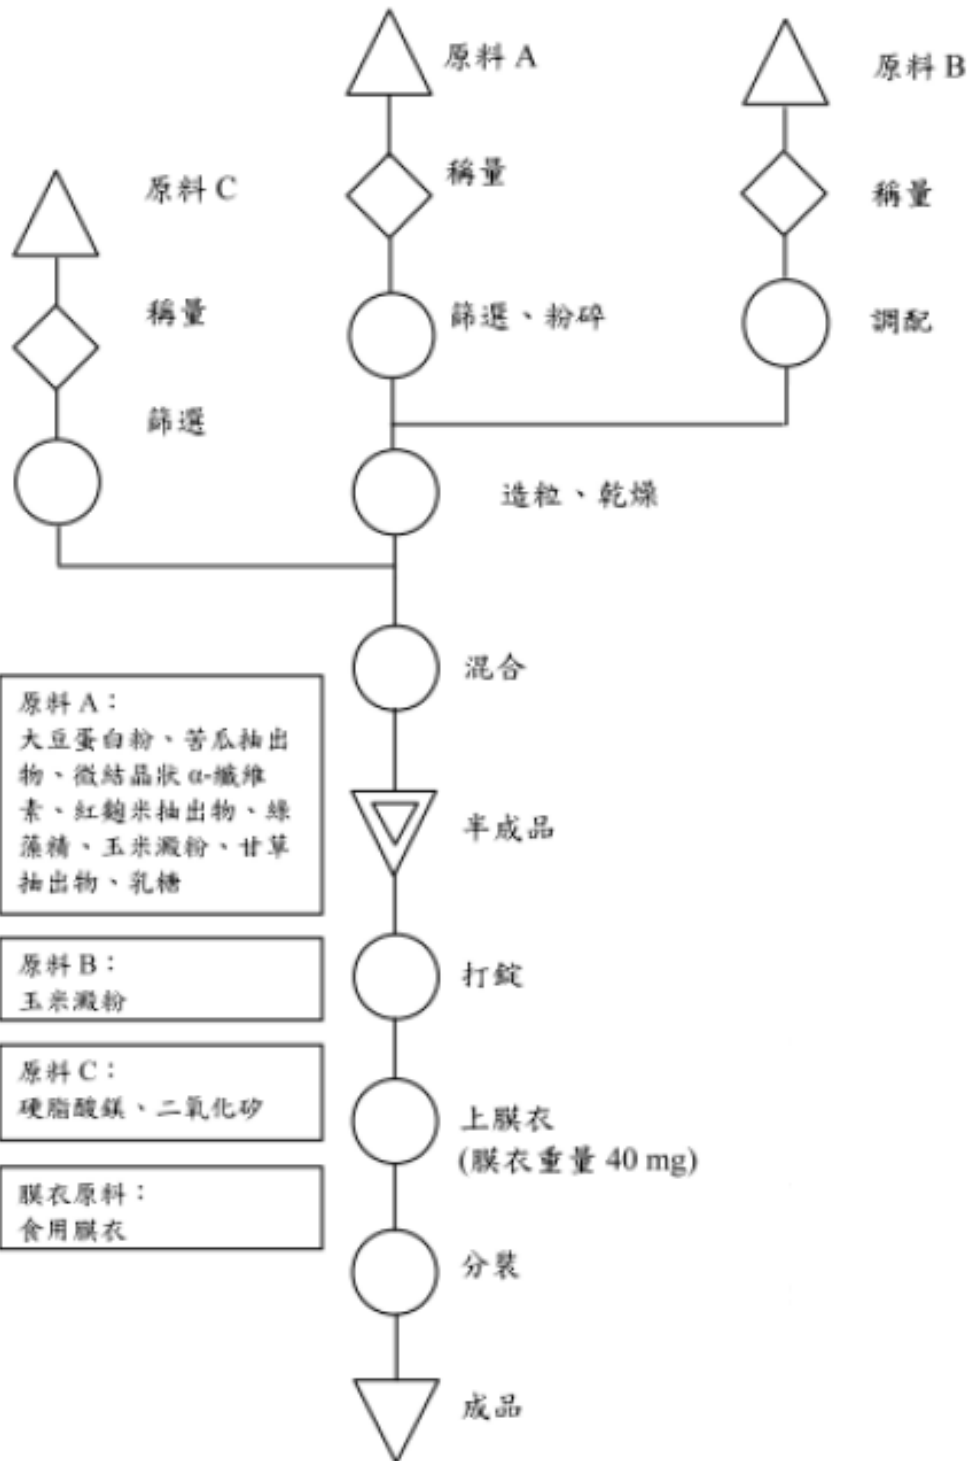 原料 A
原料 B
稱量
原料 C
稱量
稱量
篩選、粉碎
調配
篩選
造粒、乾燥
混合
原料 A：
大豆蛋白粉、苦瓜抽出
物、微結晶狀 α-纖維
素、紅麴米抽出物、綠
藻精、玉米澱粉、甘草
抽出物、乳糖
半成品
原料 B：
玉米澱粉
打錠
原料 C：
硬脂酸鎂、二氧化矽
上膜衣
(膜衣重量 40 mg)
膜衣原料：
食用膜衣
分裝
成品